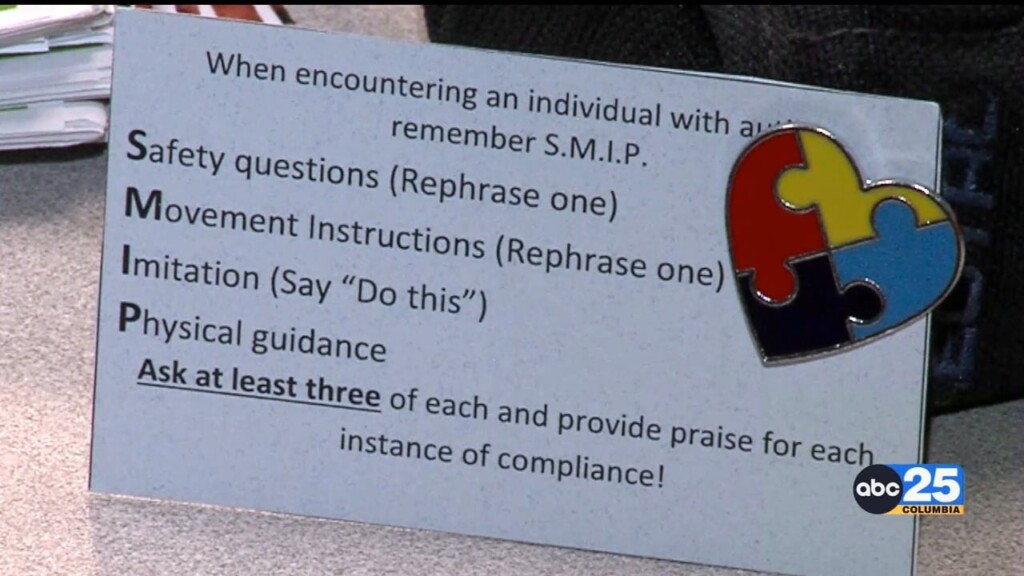 When encountering an individual with
remember S.M.I.P.
Safety questions (Rephrase one)
Movement Instructions (Rephrase one)
Imitation (Say “Do this”)
Physical guidance
Ask at least three of each and provide praise for each
instance of compliance!
abc 25
COLUMBIA